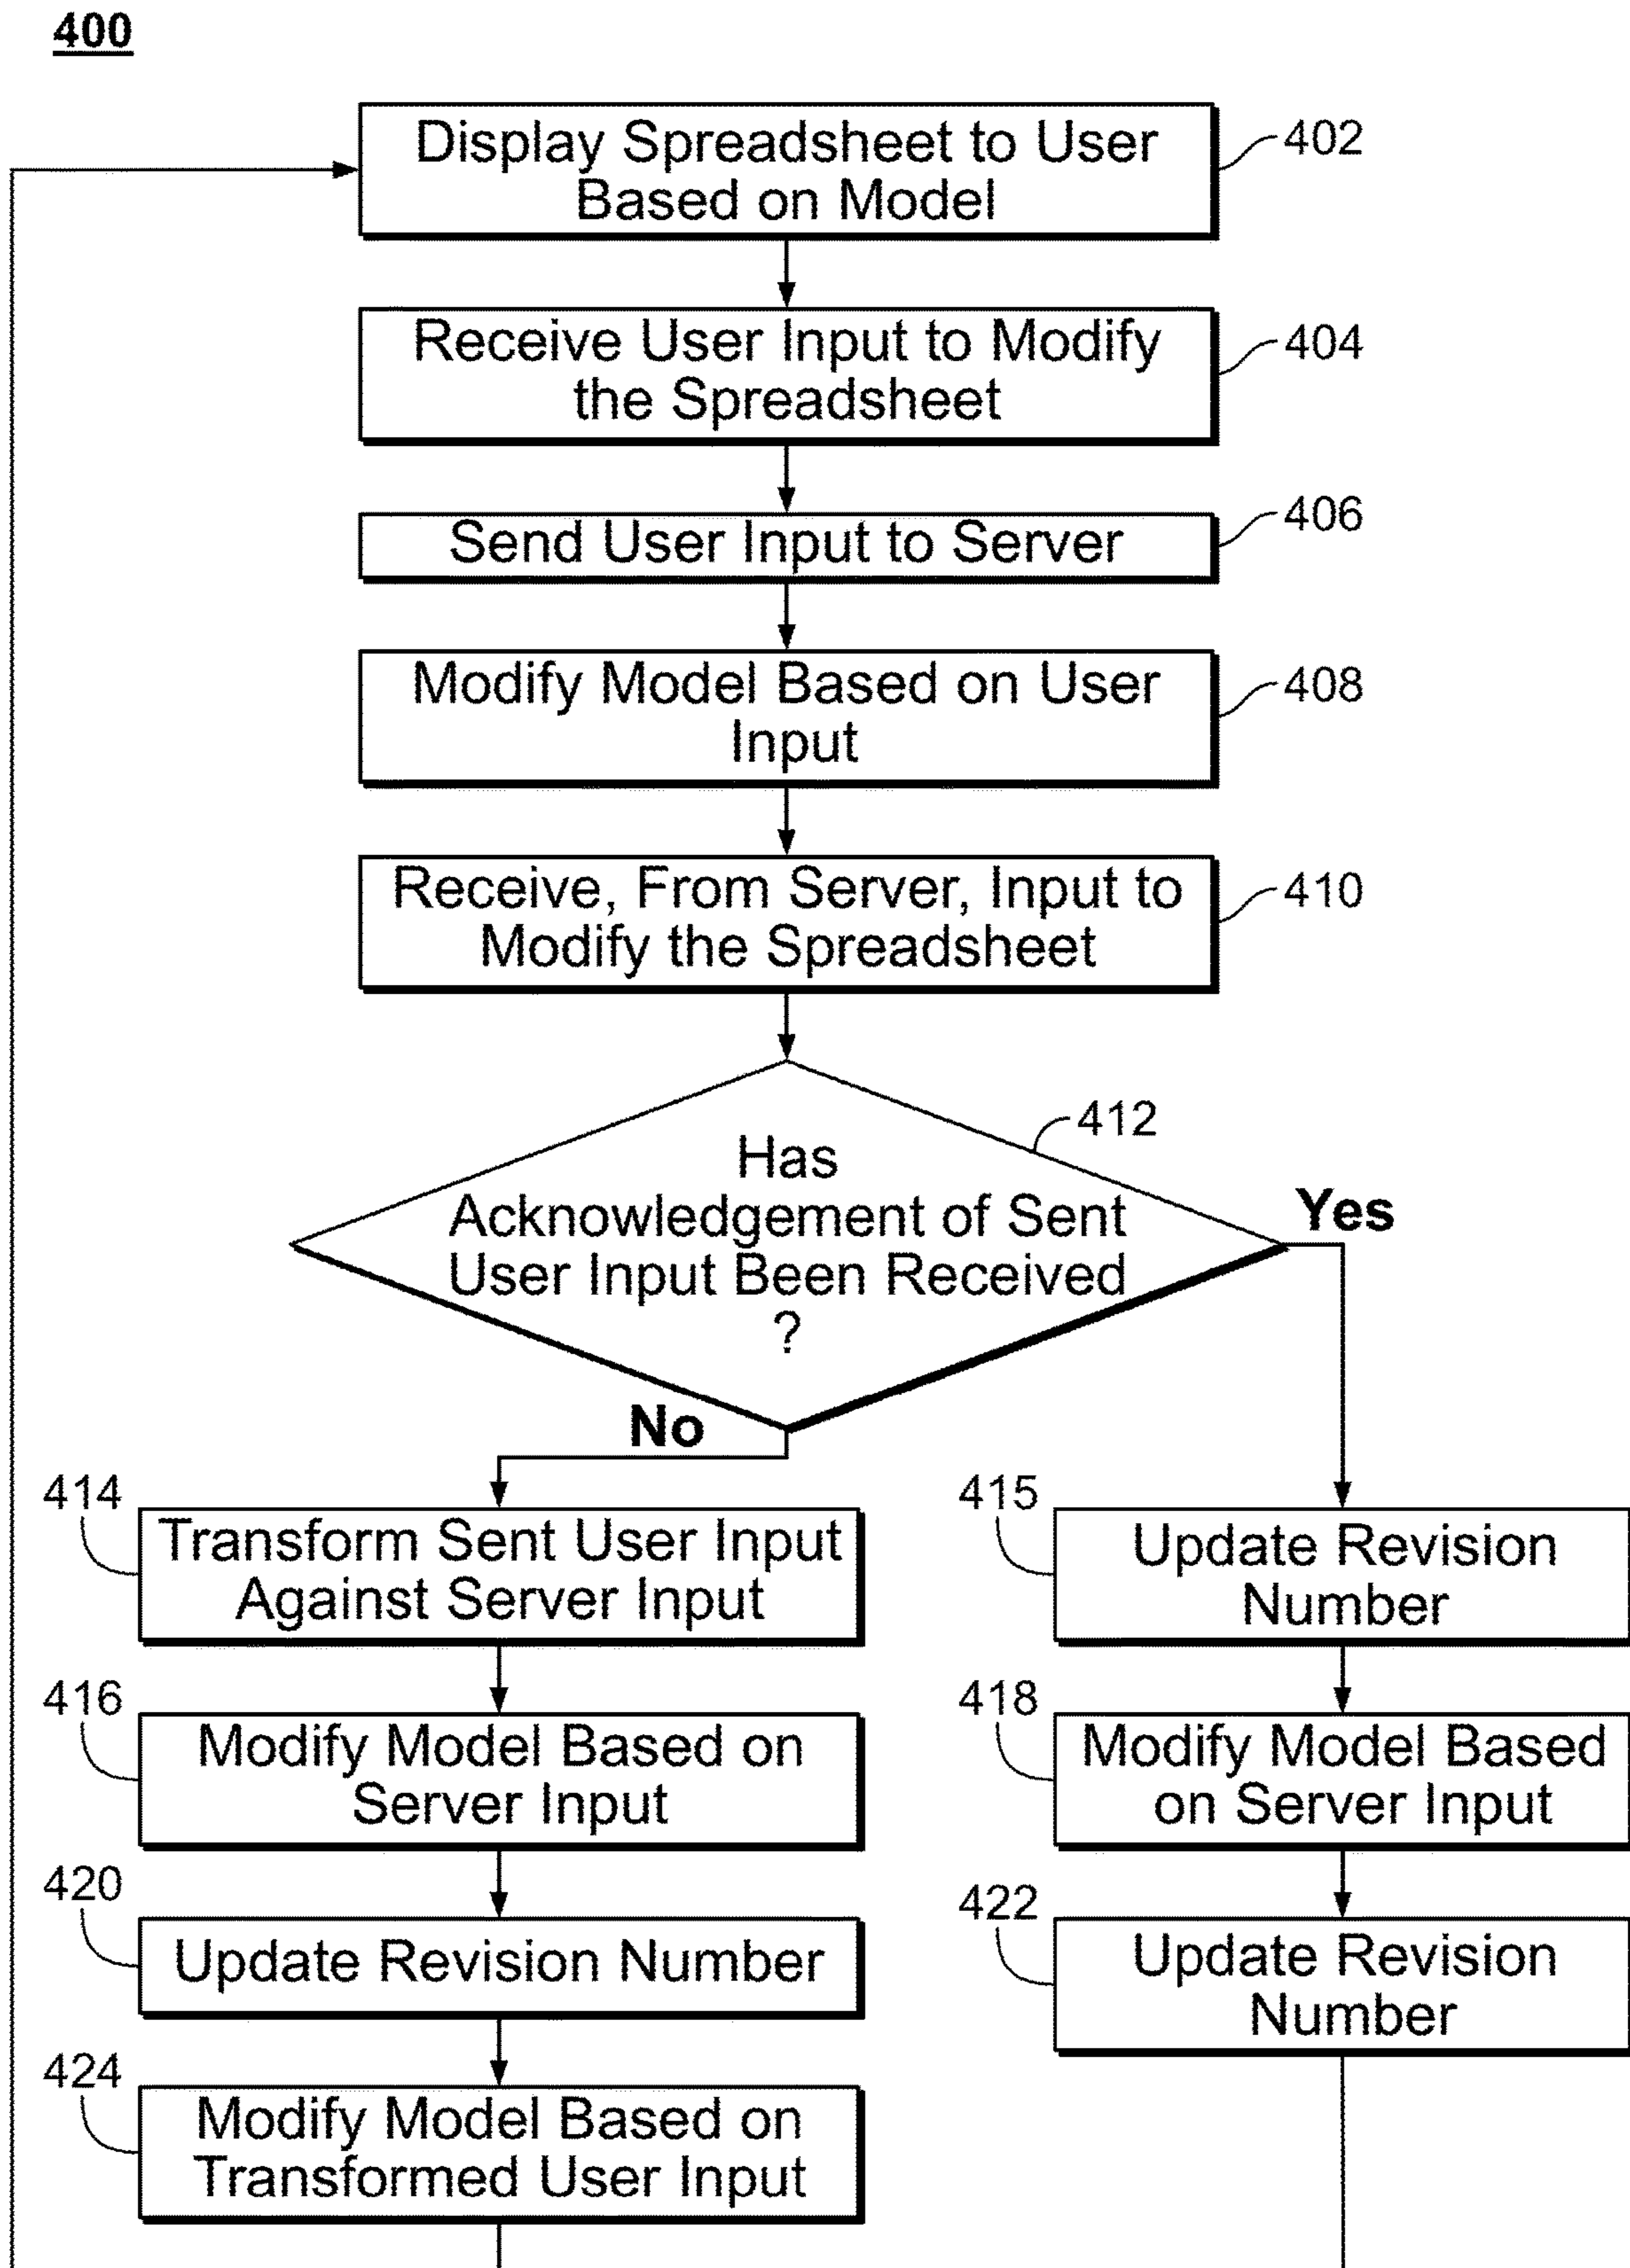 400
Display Spreadsheet to User
Based on Model
402
Receive User Input to Modify
the Spreadsheet
404
Send User Input to Server
406
Modify Model Based on User
Input
408
Receive, From Server, Input to
Modify the Spreadsheet
410
412
Has
Acknowledgement of Sent
User Input Been Received
?
Yes
No
414
Transform Sent User Input
Against Server Input
415
Update Revision
Number
416
Modify Model Based on
Server Input
418
Modify Model Based
on Server Input
420
Update Revision Number
422
Update Revision
Number
424
Modify Model Based on
Transformed User Input